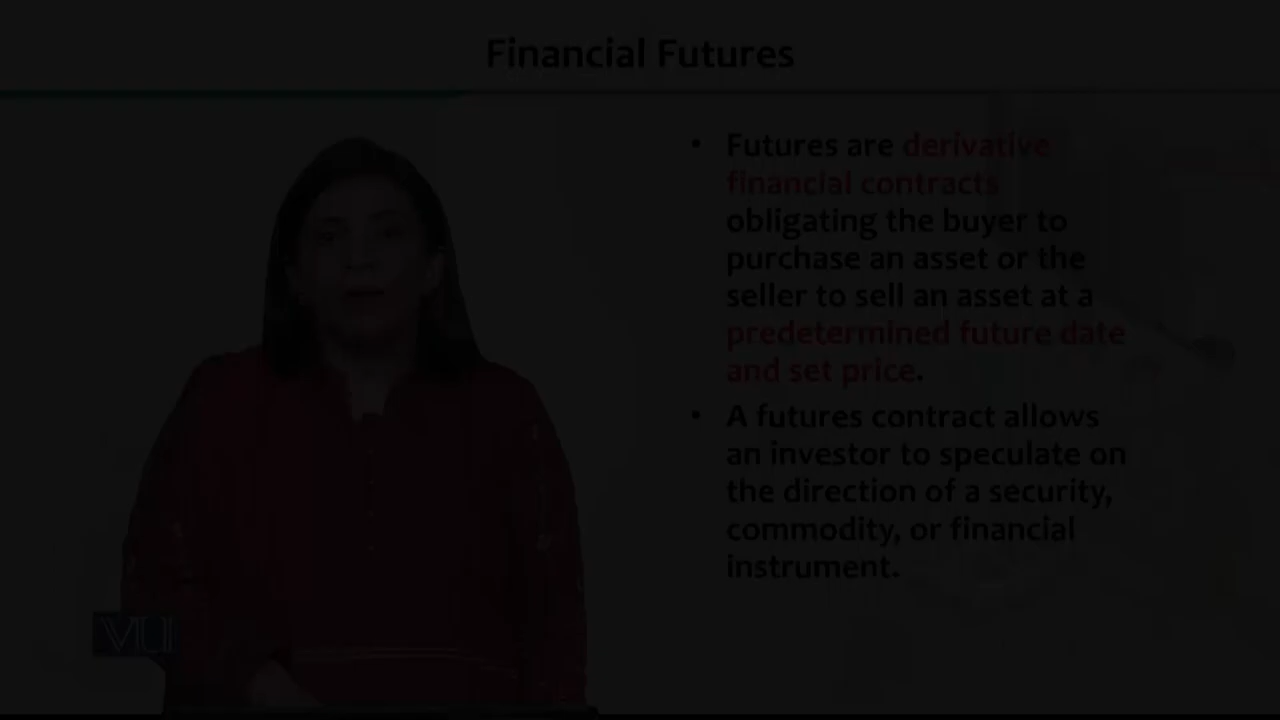 Financial Futures
• Futures are derivative
financial contracts
obligating the buyer to
purchase an asset or the
seller to sell an asset at a
predetermined future date
and set price.
• A futures contract allows
an investor to speculate on
the direction of a security,
commodity, or financial
instrument.
VU